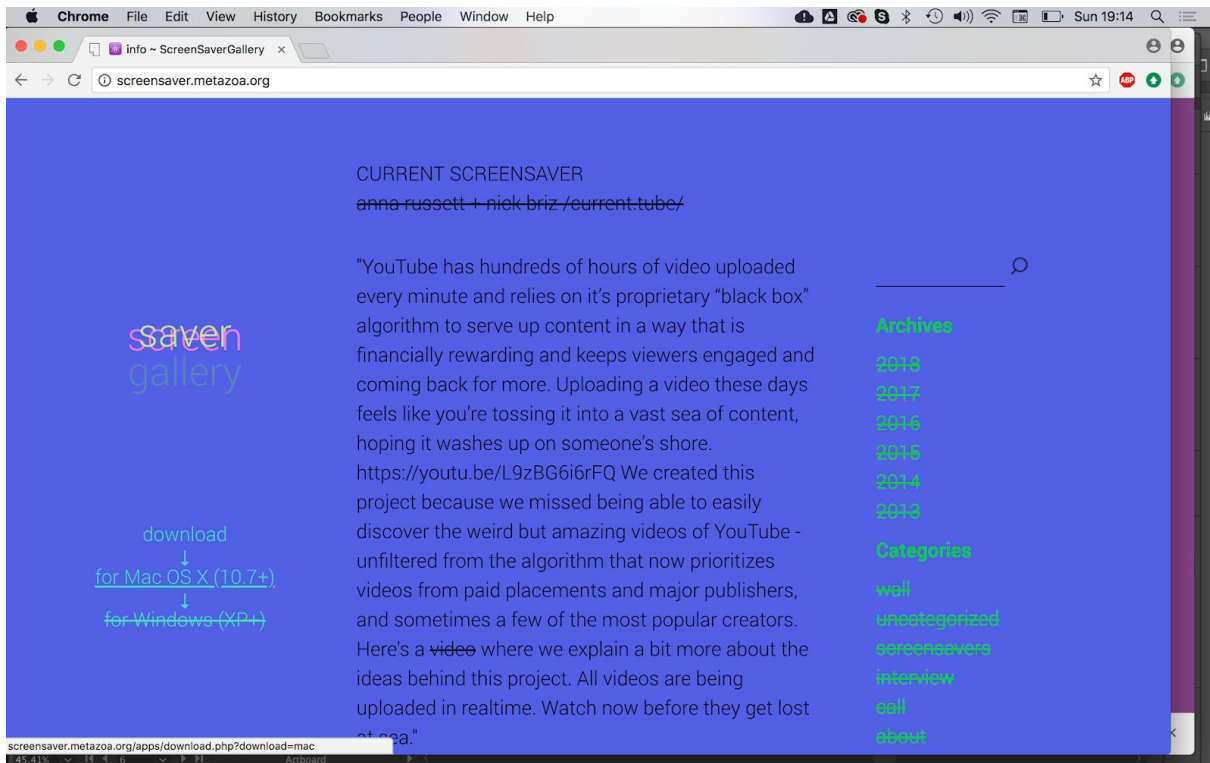 Chrome File Edit View History Bookmarks People Window Help Sun 19:14
info ~ ScreenSaverGallery ×
screensaver.metazoa.org ABP
CURRENT SCREENSAVER
anna russett + nick briz /current.tube/
"YouTube has hundreds of hours of video uploaded
every minute and relies on it's proprietary “black box”
algorithm to serve up content in a way that is
financially rewarding and keeps viewers engaged and
coming back for more. Uploading a video these days
feels like you’re tossing it into a vast sea of content,
hoping it washes up on someone’s shore.
https://youtu.be/L9zBG6i6rFQ We created this
project because we missed being able to easily
discover the weird but amazing videos of YouTube -
unfiltered from the algorithm that now prioritizes
videos from paid placements and major publishers,
and sometimes a few of the most popular creators.
Here’s a video where we explain a bit more about the
ideas behind this project. All videos are being
uploaded in realtime. Watch now before they get lost
at sea."
screen
saver
gallery
download
↓
for Mac OS X (10.7+)
↓
for Windows (XP+)
Archives
2018
2017
2016
2015
2014
2013
Categories
wall
uncategorized
screensavers
interview
call
about
screensaver.metazoa.org/apps/download.php?download=mac
45.41% 6 Artboard